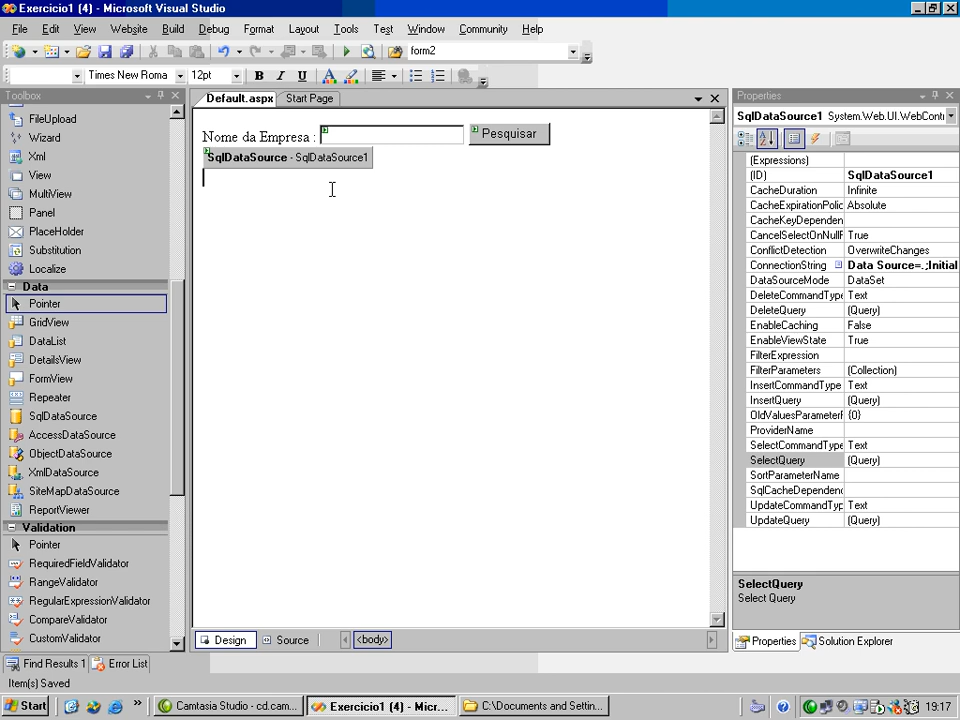 Exercicio1 (4) - Microsoft Visual Studio
File Edit View Website Build Debug Format Layout Tools Test Window Community Help
form2
Times New Roma 12pt B I U A
Toolbox
FileUpload
Wizard
Xml
View
MultiView
Panel
PlaceHolder
Substitution
Localize
Data
Pointer
GridView
DataList
DetailsView
FormView
Repeater
SqlDataSource
AccessDataSource
ObjectDataSource
XmlDataSource
SiteMapDataSource
ReportViewer
Validation
Pointer
RequiredFieldValidator
RangeValidator
RegularExpressionValidator
CompareValidator
CustomValidator
Default.aspx Start Page
Nome da Empresa : Pesquisar
SqlDataSource - SqlDataSource1
Design Source <body>
Properties
SqlDataSource1 System.Web.UI.WebContr
(Expressions)
(ID) SqlDataSource1
CacheDuration Infinite
CacheExpirationPolic Absolute
CacheKeyDependen
CancelSelectOnNullF True
ConflictDetection OverwriteChanges
ConnectionString Data Source=.;Initial
DataSourceMode DataSet
DeleteCommandType Text
DeleteQuery (Query)
EnableCaching False
EnableViewState True
FilterExpression
FilterParameters (Collection)
InsertCommandType Text
InsertQuery (Query)
OldValuesParameterF {0}
ProviderName
SelectCommandType Text
SelectQuery (Query)
SortParameterName
SqlCacheDependenc
UpdateCommandTyp Text
UpdateQuery (Query)
SelectQuery
Select Query
Properties Solution Explorer
Find Results 1 Error List
Item(s) Saved
Start Camtasia Studio - cd.cam... Exercicio1 (4) - Micr... C:\Documents and Settin... 19:17